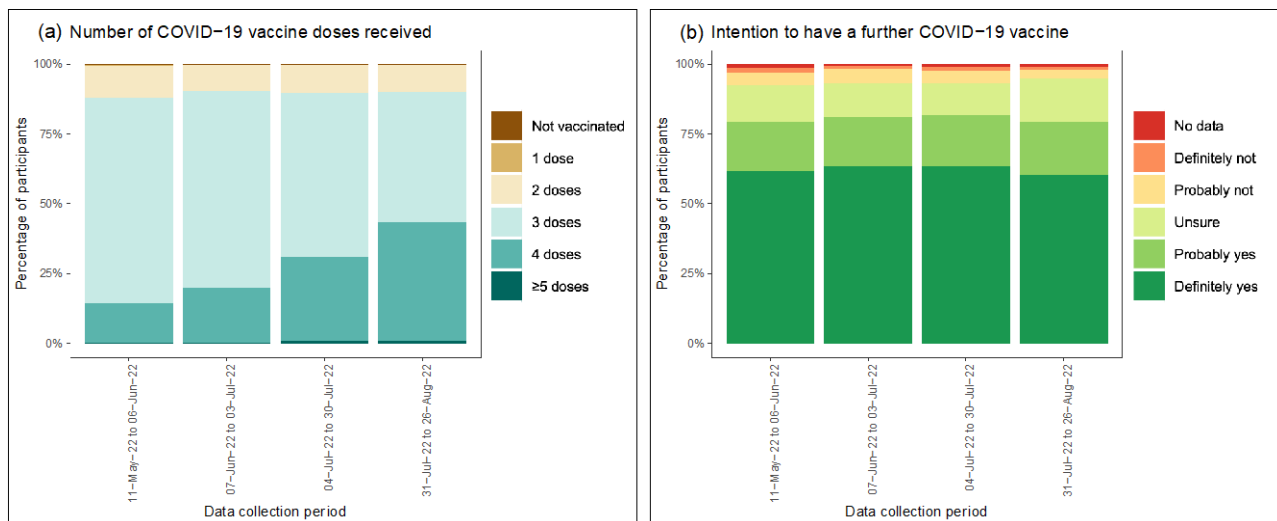 (a) Number of COVID−19 vaccine doses received
Percentage of participants
100%
75%
50%
25%
0%
11−May−22 to 06−Jun−22
07−Jun−22 to 03−Jul−22
04−Jul−22 to 30−Jul−22
31−Jul−22 to 26−Aug−22
Data collection period
Not vaccinated
1 dose
2 doses
3 doses
4 doses
≥5 doses
(b) Intention to have a further COVID−19 vaccine
Percentage of participants
100%
75%
50%
25%
0%
11−May−22 to 06−Jun−22
07−Jun−22 to 03−Jul−22
04−Jul−22 to 30−Jul−22
31−Jul−22 to 26−Aug−22
Data collection period
No data
Definitely not
Probably not
Unsure
Probably yes
Definitely yes